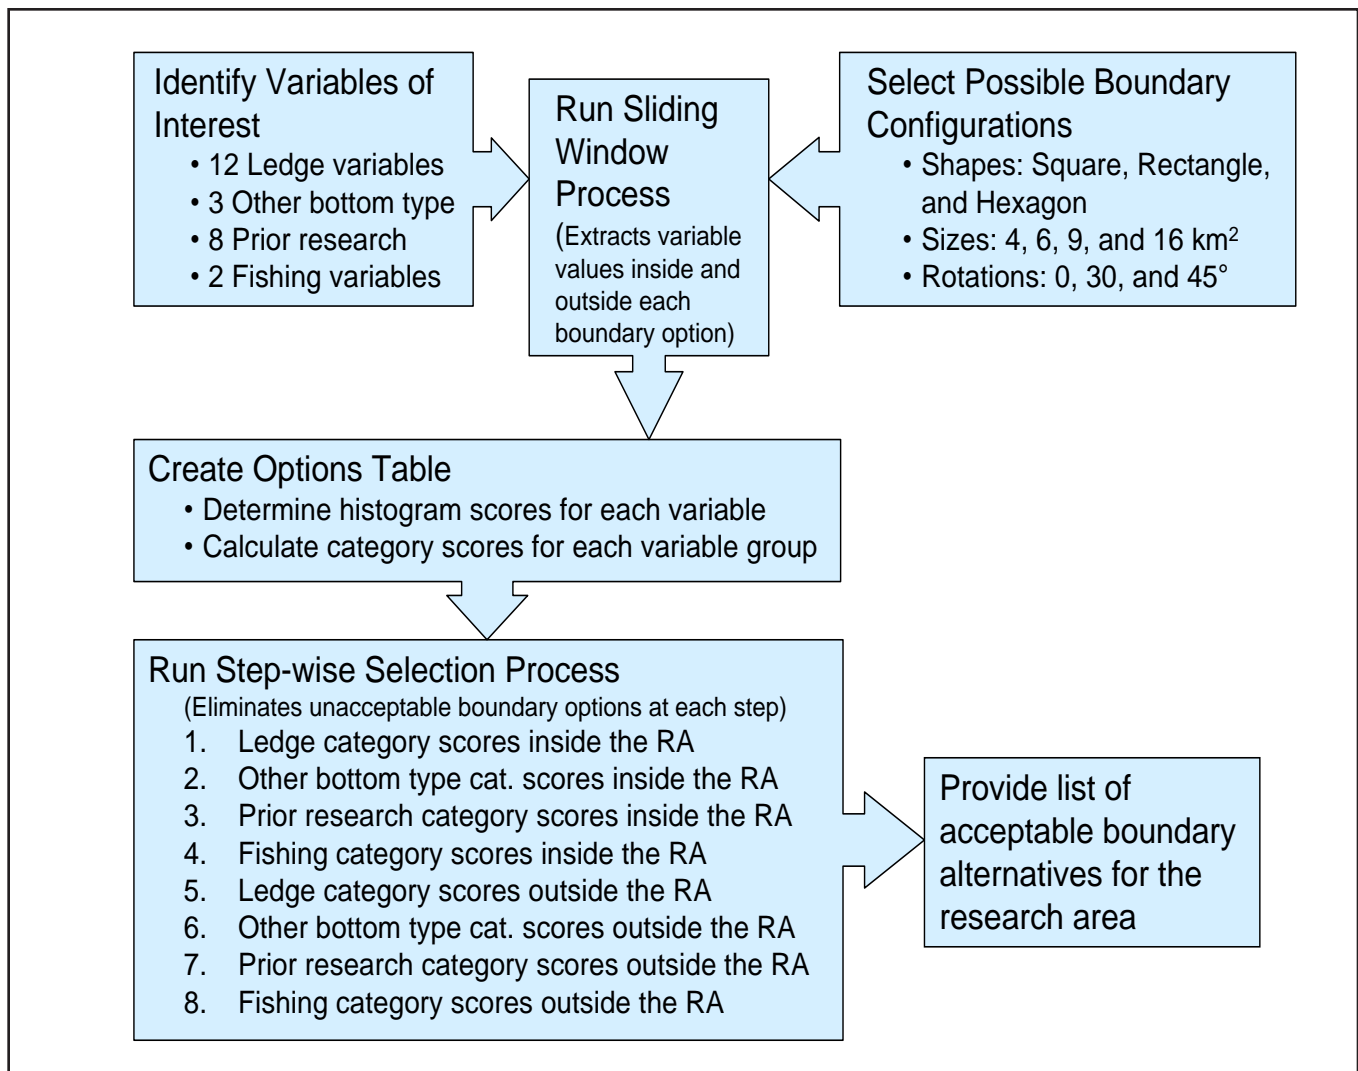 Identify Variables of
Interest
• 12 Ledge variables
• 3 Other bottom type
• 8 Prior research
• 2 Fishing variables
Run Sliding
Window
Process
(Extracts variable
values inside and
outside each
boundary option)
Select Possible Boundary
Configurations
• Shapes: Square, Rectangle,
and Hexagon
• Sizes: 4, 6, 9, and 16 km²
• Rotations: 0, 30, and 45°
Create Options Table
• Determine histogram scores for each variable
• Calculate category scores for each variable group
Run Step-wise Selection Process
(Eliminates unacceptable boundary options at each step)
1. Ledge category scores inside the RA
2. Other bottom type cat. scores inside the RA
3. Prior research category scores inside the RA
4. Fishing category scores inside the RA
5. Ledge category scores outside the RA
6. Other bottom type cat. scores outside the RA
7. Prior research category scores outside the RA
8. Fishing category scores outside the RA
Provide list of
acceptable boundary
alternatives for the
research area